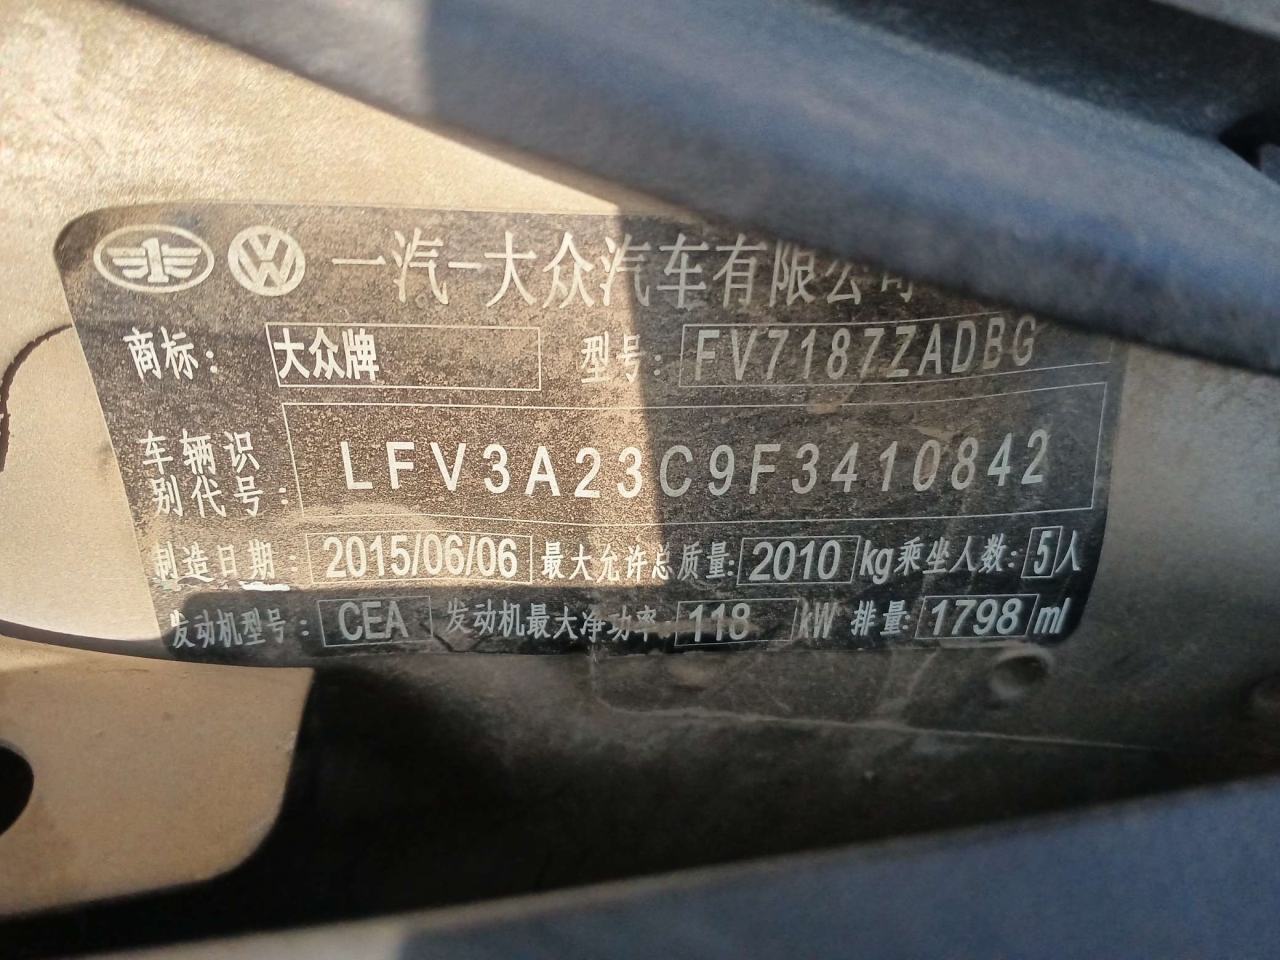 一汽-大众汽车有限公司
商标: 大众牌 型号: FV7187ZADBG
车辆识别代号: LFV3A23C9F3410842
制造日期: 2015/06/06 最大允许总质量: 2010 kg 乘坐人数: 5人
发动机型号: CEA 发动机最大净功率: 118 kW 排量: 1798 ml